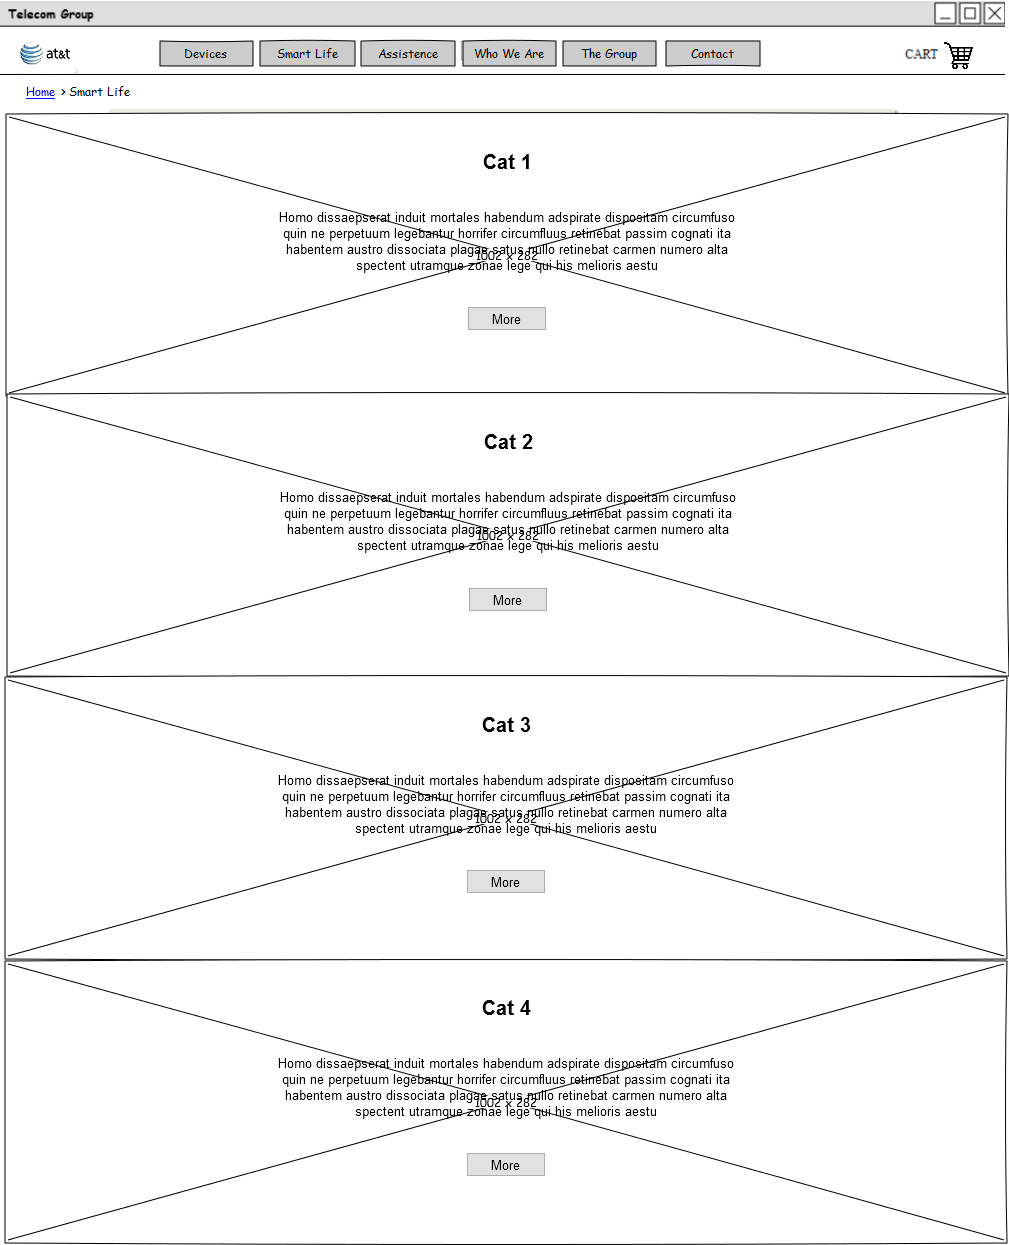 Telecom Group
at&t
Devices
Smart Life
Assistence
Who We Are
The Group
Contact
CART
Home > Smart Life
Cat 1
Homo dissaepserat induit mortales habendum adspirate dispositam circumfuso
quin ne perpetuum legebantur horrifer circumfluus retinebat passim cognati ita
habentem austro dissociata plagae satus nullo retinebat carmen numero alta
1002 x 282
spectent utramque zonae lege qui his melioris aestu
More
Cat 2
Homo dissaepserat induit mortales habendum adspirate dispositam circumfuso
quin ne perpetuum legebantur horrifer circumfluus retinebat passim cognati ita
habentem austro dissociata plagae satus nullo retinebat carmen numero alta
1002 x 282
spectent utramque zonae lege qui his melioris aestu
More
Cat 3
Homo dissaepserat induit mortales habendum adspirate dispositam circumfuso
quin ne perpetuum legebantur horrifer circumfluus retinebat passim cognati ita
habentem austro dissociata plagae satus nullo retinebat carmen numero alta
1002 x 282
spectent utramque zonae lege qui his melioris aestu
More
Cat 4
Homo dissaepserat induit mortales habendum adspirate dispositam circumfuso
quin ne perpetuum legebantur horrifer circumfluus retinebat passim cognati ita
habentem austro dissociata plagae satus nullo retinebat carmen numero alta
1002 x 282
spectent utramque zonae lege qui his melioris aestu
More